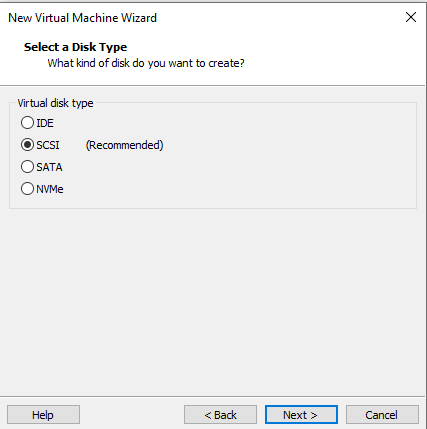 New Virtual Machine Wizard
Select a Disk Type
What kind of disk do you want to create?
Virtual disk type
IDE
SCSI (Recommended)
SATA
NVMe
Help < Back Next > Cancel